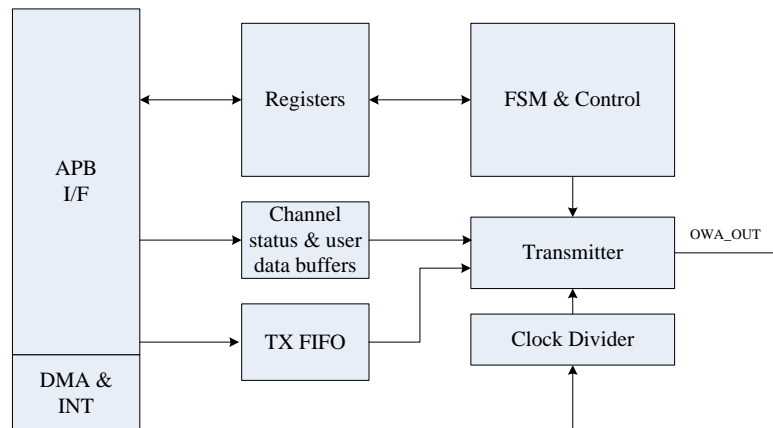 APB
I/F
DMA &
INT
Registers
Channel
status & user
data buffers
TX FIFO
FSM & Control
Transmitter
Clock Divider
OWA_OUT